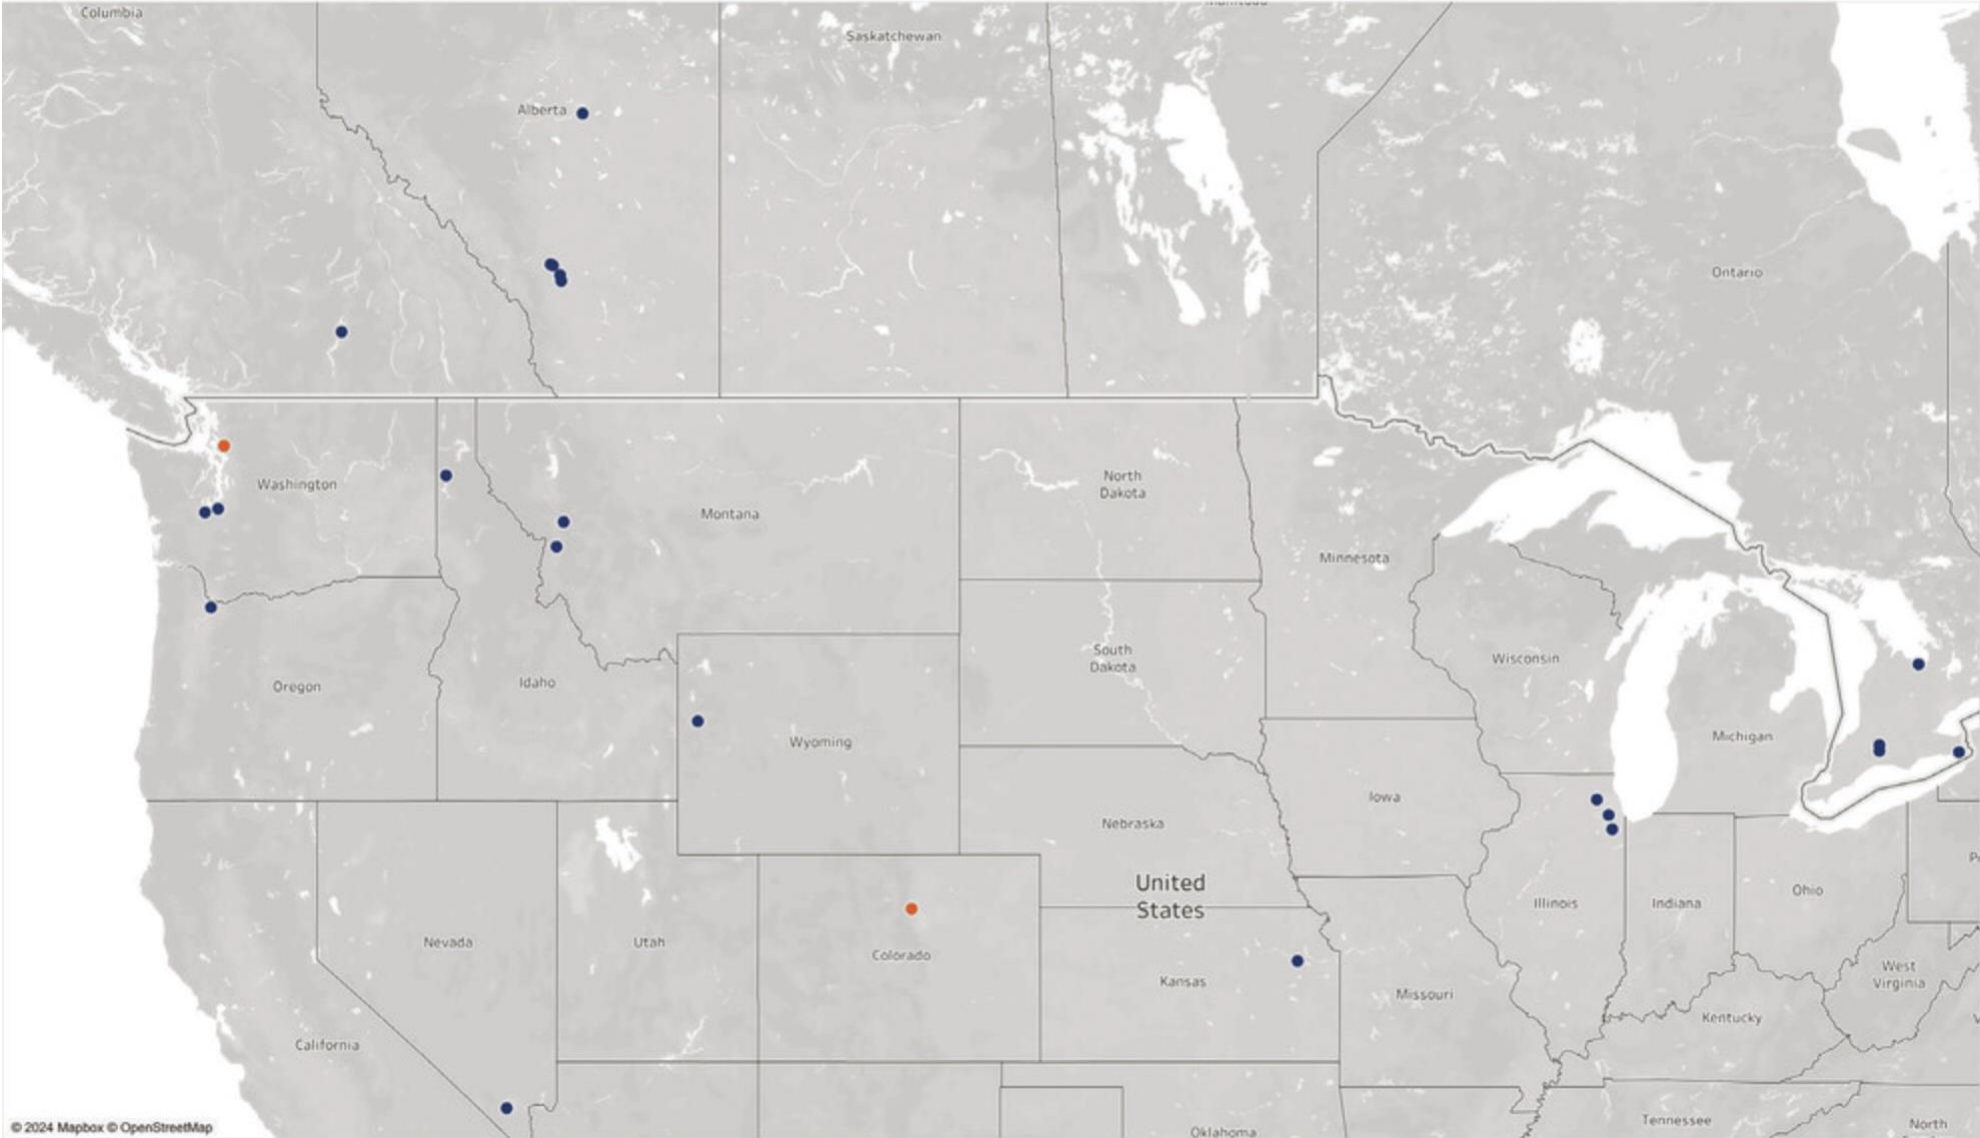 Columbia
Saskatchewan
Alberta
Ontario
Washington
North
Dakota
Montana
Minnesota
South
Dakota
Wisconsin
Idaho
Oregon
Michigan
Wyoming
Iowa
Nebraska
United
States
Ohio
Illinois
Indiana
Nevada
Utah
Colorado
West
Virginia
Kansas
Missouri
Kentucky
California
Tennessee
North
Oklahoma
© 2024 Mapbox © OpenStreetMap